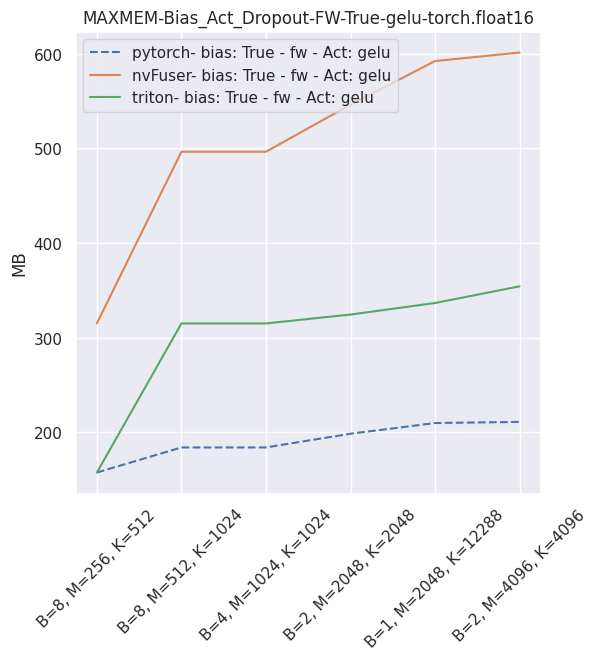 MAXMEM-Bias_Act_Dropout-FW-True-gelu-torch.float16
pytorch- bias: True - fw - Act: gelu
nvFuser- bias: True - fw - Act: gelu
triton- bias: True - fw - Act: gelu
600
500
400
300
200
MB
B=8, M=256, K=512
B=8, M=512, K=1024
B=4, M=1024, K=1024
B=2, M=2048, K=2048
B=1, M=2048, K=12288
B=2, M=4096, K=4096